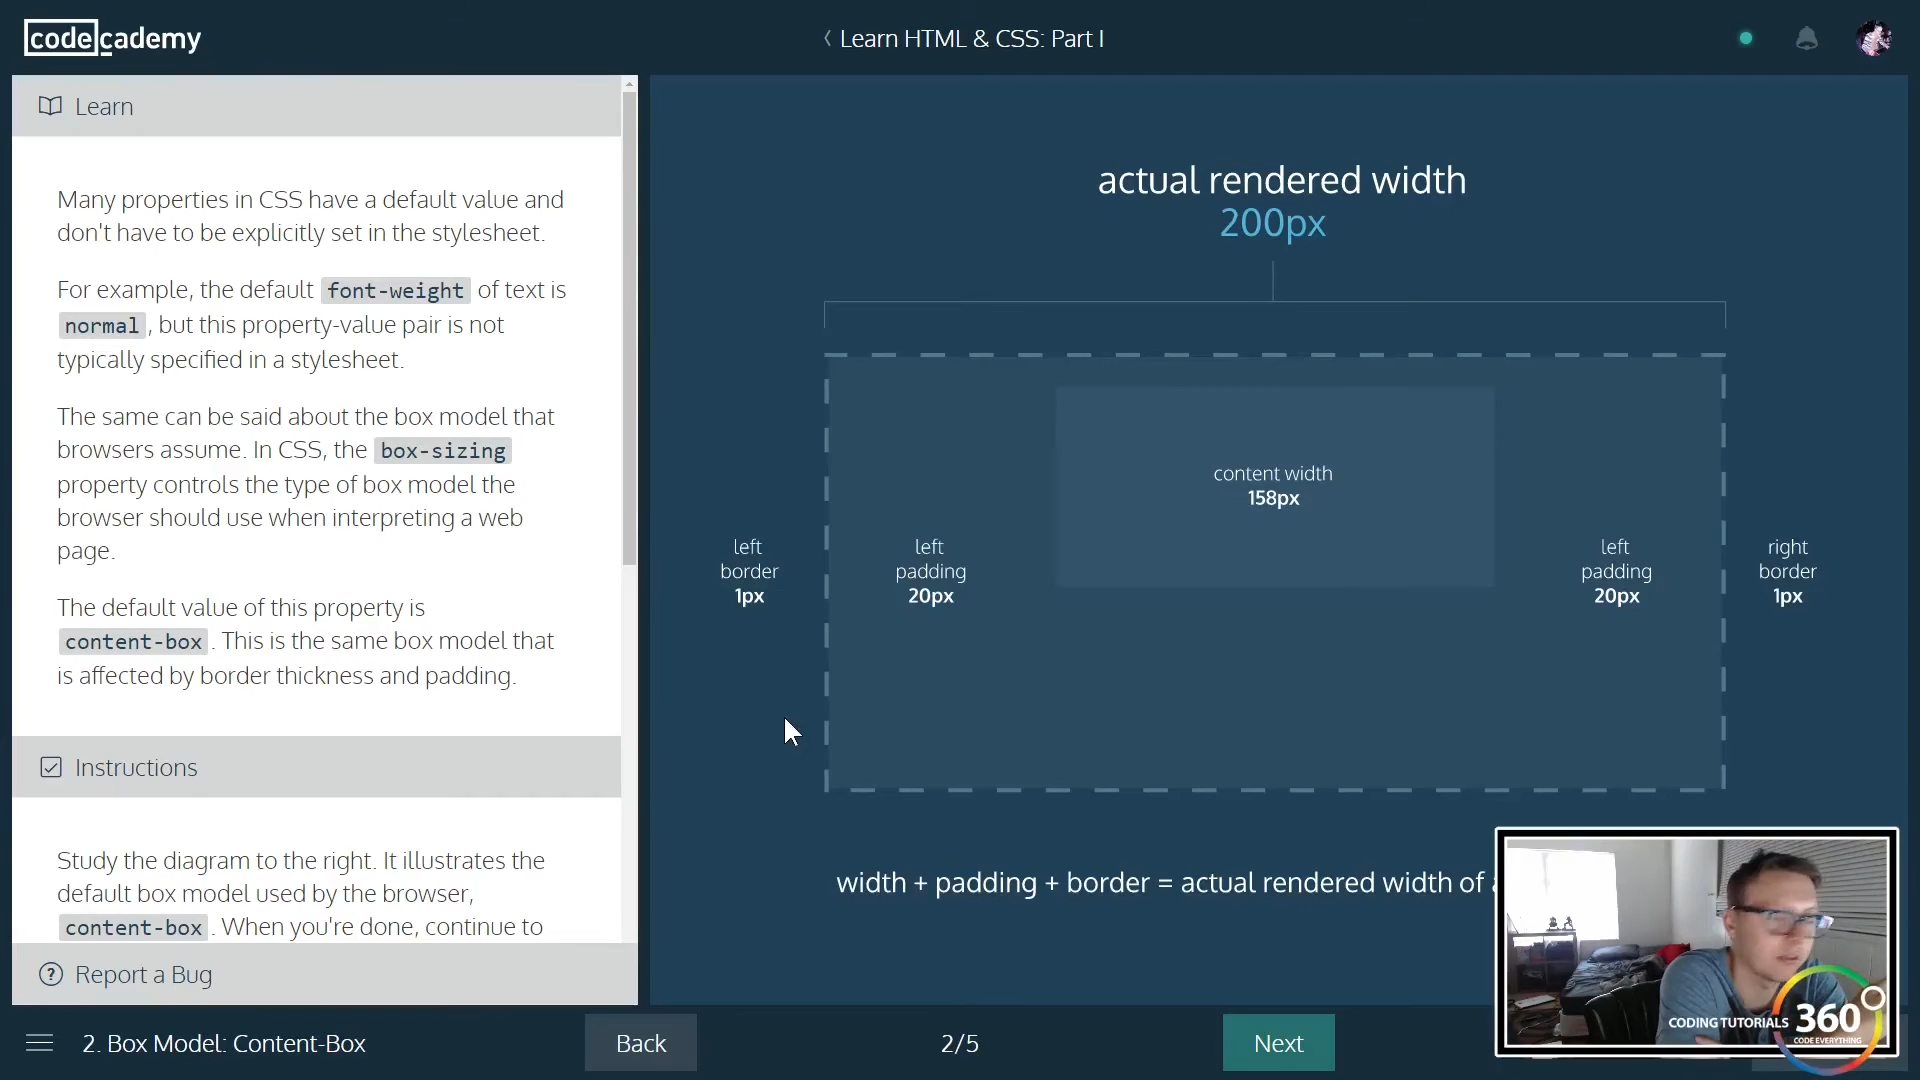 codecademy
Learn HTML & CSS: Part I
Learn
Many properties in CSS have a default value and
don't have to be explicitly set in the stylesheet.
For example, the default font-weight of text is
normal, but this property-value pair is not
typically specified in a stylesheet.
The same can be said about the box model that
browsers assume. In CSS, the box-sizing
property controls the type of box model the
browser should use when interpreting a web
page.
The default value of this property is
content-box. This is the same box model that
is affected by border thickness and padding.
Instructions
Study the diagram to the right. It illustrates the
default box model used by the browser,
content-box. When you're done, continue to
Report a Bug
actual rendered width
200px
content width
158px
left
border
1px
left
padding
20px
left
padding
20px
right
border
1px
width + padding + border = actual rendered width of
CODING TUTORIALS 360
CODE EVERYTHING
2. Box Model: Content-Box
Back
2/5
Next